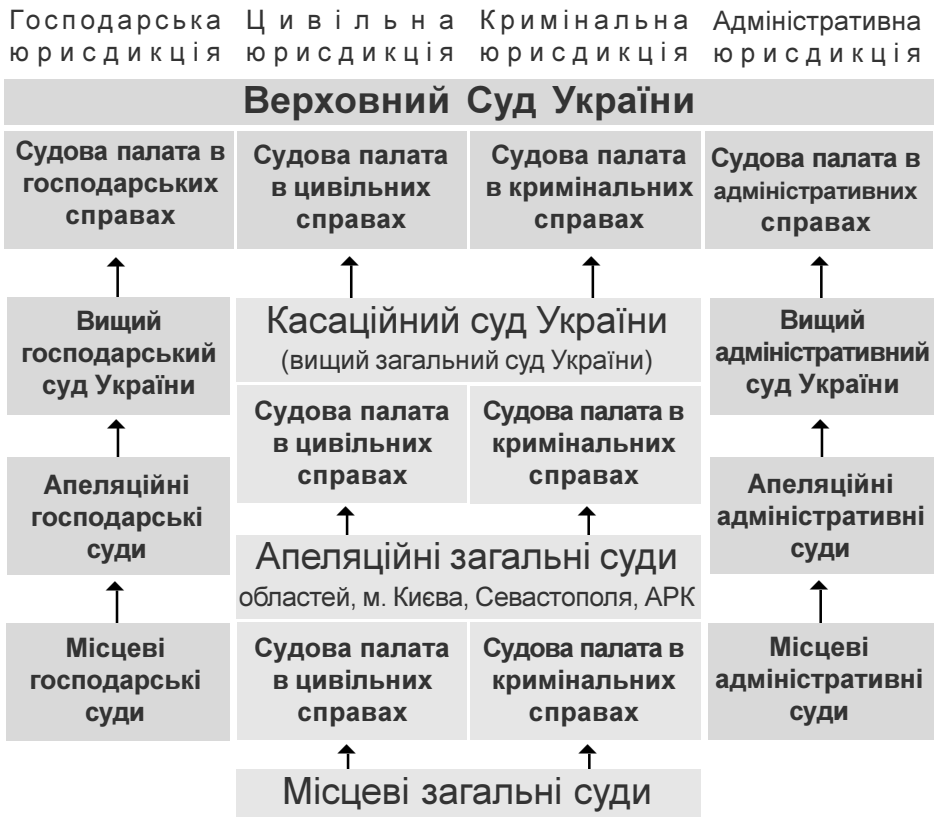 Господарська юрисдикція
Цивільна юрисдикція
Кримінальна юрисдикція
Адміністративна юрисдикція
Верховний Суд України
Судова палата в
господарських
справах
Судова палата
в цивільних
справах
Судова палата
в кримінальних
справах
Судова палата в
адміністративних
справах
Вищий
господарський
суд України
Касаційний суд України
(вищий загальний суд України)
Вищий
адміністративний
суд України
Судова палата
в цивільних
справах
Судова палата в
кримінальних
справах
Апеляційні
господарські
суди
Апеляційні загальні суди
областей, м. Києва, Севастополя, АРК
Апеляційні
адміністративні
суди
Місцеві
господарські
суди
Судова палата
в цивільних
справах
Судова палата в
кримінальних
справах
Місцеві
адміністративні
суди
Місцеві загальні суди